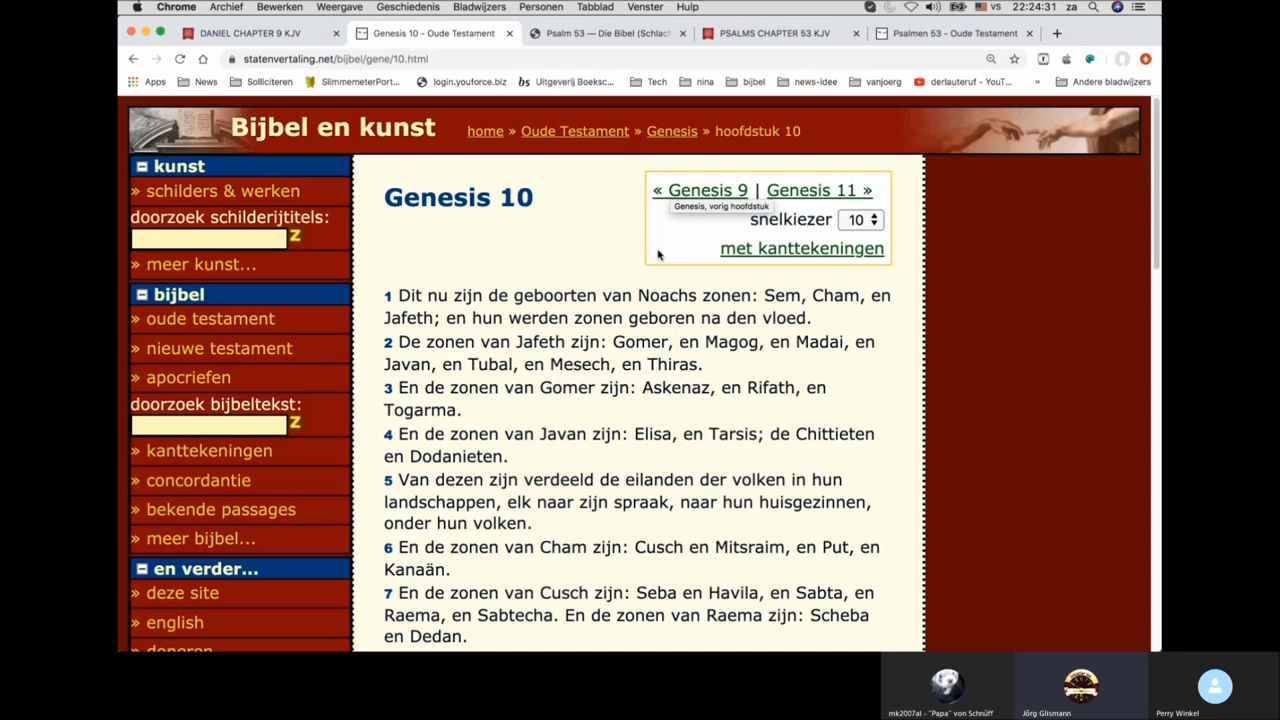 Chrome Archief Bewerken Weergave Geschiedenis Bladwijzers Personen Tabblad Venster Help VS 22:24:31 za
DANIEL CHAPTER 9 KJV × Genesis 10 - Oude Testament × Psalm 53 — Die Bibel (Schlach × PSALMS CHAPTER 53 KJV × Psalmen 53 - Oude Testament × +
statenvertaling.net/bijbel/gene/10.html
Apps News Solliciteren SlimmemeterPort... login.youforce.biz bs Uitgeverij Boeksc... Tech nina bijbel news-idee vanjoerg derlauteruf - YouT... » Andere bladwijzers
Bijbel en kunst
home » Oude Testament » Genesis » hoofdstuk 10
kunst
» schilders & werken
doorzoek schilderijtitels:
Z
» meer kunst...
bijbel
» oude testament
» nieuwe testament
» apocriefen
doorzoek bijbeltekst:
Z
» kanttekeningen
» concordantie
» bekende passages
» meer bijbel...
en verder...
» deze site
» english
» doneren
Genesis 10
« Genesis 9 | Genesis 11 »
Genesis, vorig hoofdstuk
snelkiezer 10
met kanttekeningen
1 Dit nu zijn de geboorten van Noachs zonen: Sem, Cham, en
Jafeth; en hun werden zonen geboren na den vloed.
2 De zonen van Jafeth zijn: Gomer, en Magog, en Madai, en
Javan, en Tubal, en Mesech, en Thiras.
3 En de zonen van Gomer zijn: Askenaz, en Rifath, en
Togarma.
4 En de zonen van Javan zijn: Elisa, en Tarsis; de Chittieten
en Dodanieten.
5 Van dezen zijn verdeeld de eilanden der volken in hun
landschappen, elk naar zijn spraak, naar hun huisgezinnen,
onder hun volken.
6 En de zonen van Cham zijn: Cusch en Mitsraim, en Put, en
Kanaän.
7 En de zonen van Cusch zijn: Seba en Havila, en Sabta, en
Raema, en Sabtecha. En de zonen van Raema zijn: Scheba
en Dedan.
mk2007al - "Papa" von Schnüff
Jörg Glismann
Perry Winkel